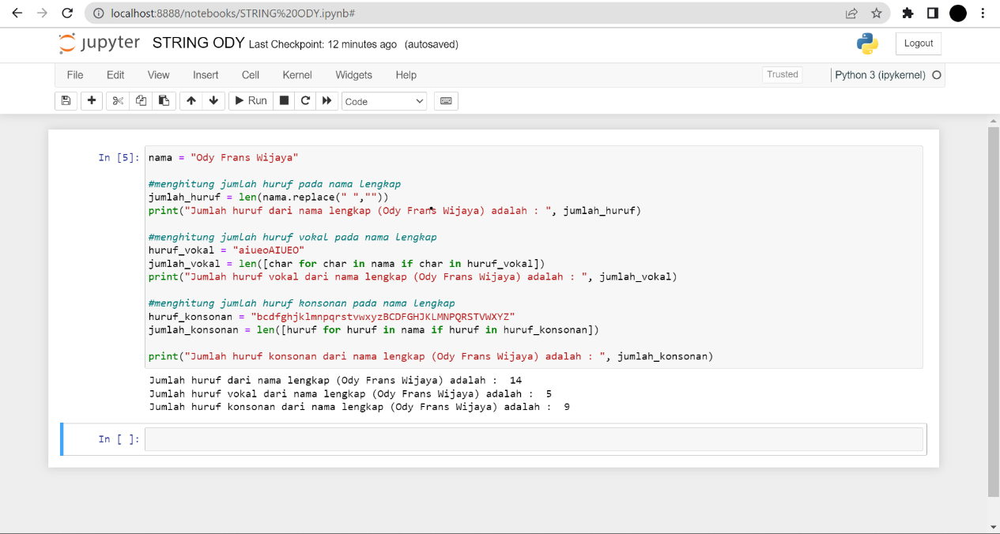 localhost:8888/notebooks/STRING%20ODY.ipynb#
jupyter STRING ODY Last Checkpoint: 12 minutes ago (autosaved)
Logout
File Edit View Insert Cell Kernel Widgets Help Trusted Python 3 (ipykernel)
Run Code
In [5]: nama = "Ody Frans Wijaya"
#menghitung jumlah huruf pada nama lengkap
jumlah_huruf = len(nama.replace(" ",""))
print("Jumlah huruf dari nama lengkap (Ody Frans Wijaya) adalah : ", jumlah_huruf)
#menghitung jumlah huruf vokal pada nama lengkap
huruf_vokal = "aiueoAIUEO"
jumlah_vokal = len([char for char in nama if char in huruf_vokal])
print("Jumlah huruf vokal dari nama lengkap (Ody Frans Wijaya) adalah : ", jumlah_vokal)
#menghitung jumlah huruf konsonan pada nama lengkap
huruf_konsonan = "bcdfghjklmnpqrstvwxyzBCDFGHJKLMNPQRSTVWXYZ"
jumlah_konsonan = len([huruf for huruf in nama if huruf in huruf_konsonan])
print("Jumlah huruf konsonan dari nama lengkap (Ody Frans Wijaya) adalah : ", jumlah_konsonan)
Jumlah huruf dari nama lengkap (Ody Frans Wijaya) adalah :  14
Jumlah huruf vokal dari nama lengkap (Ody Frans Wijaya) adalah :  5
Jumlah huruf konsonan dari nama lengkap (Ody Frans Wijaya) adalah :  9
In [ ]: